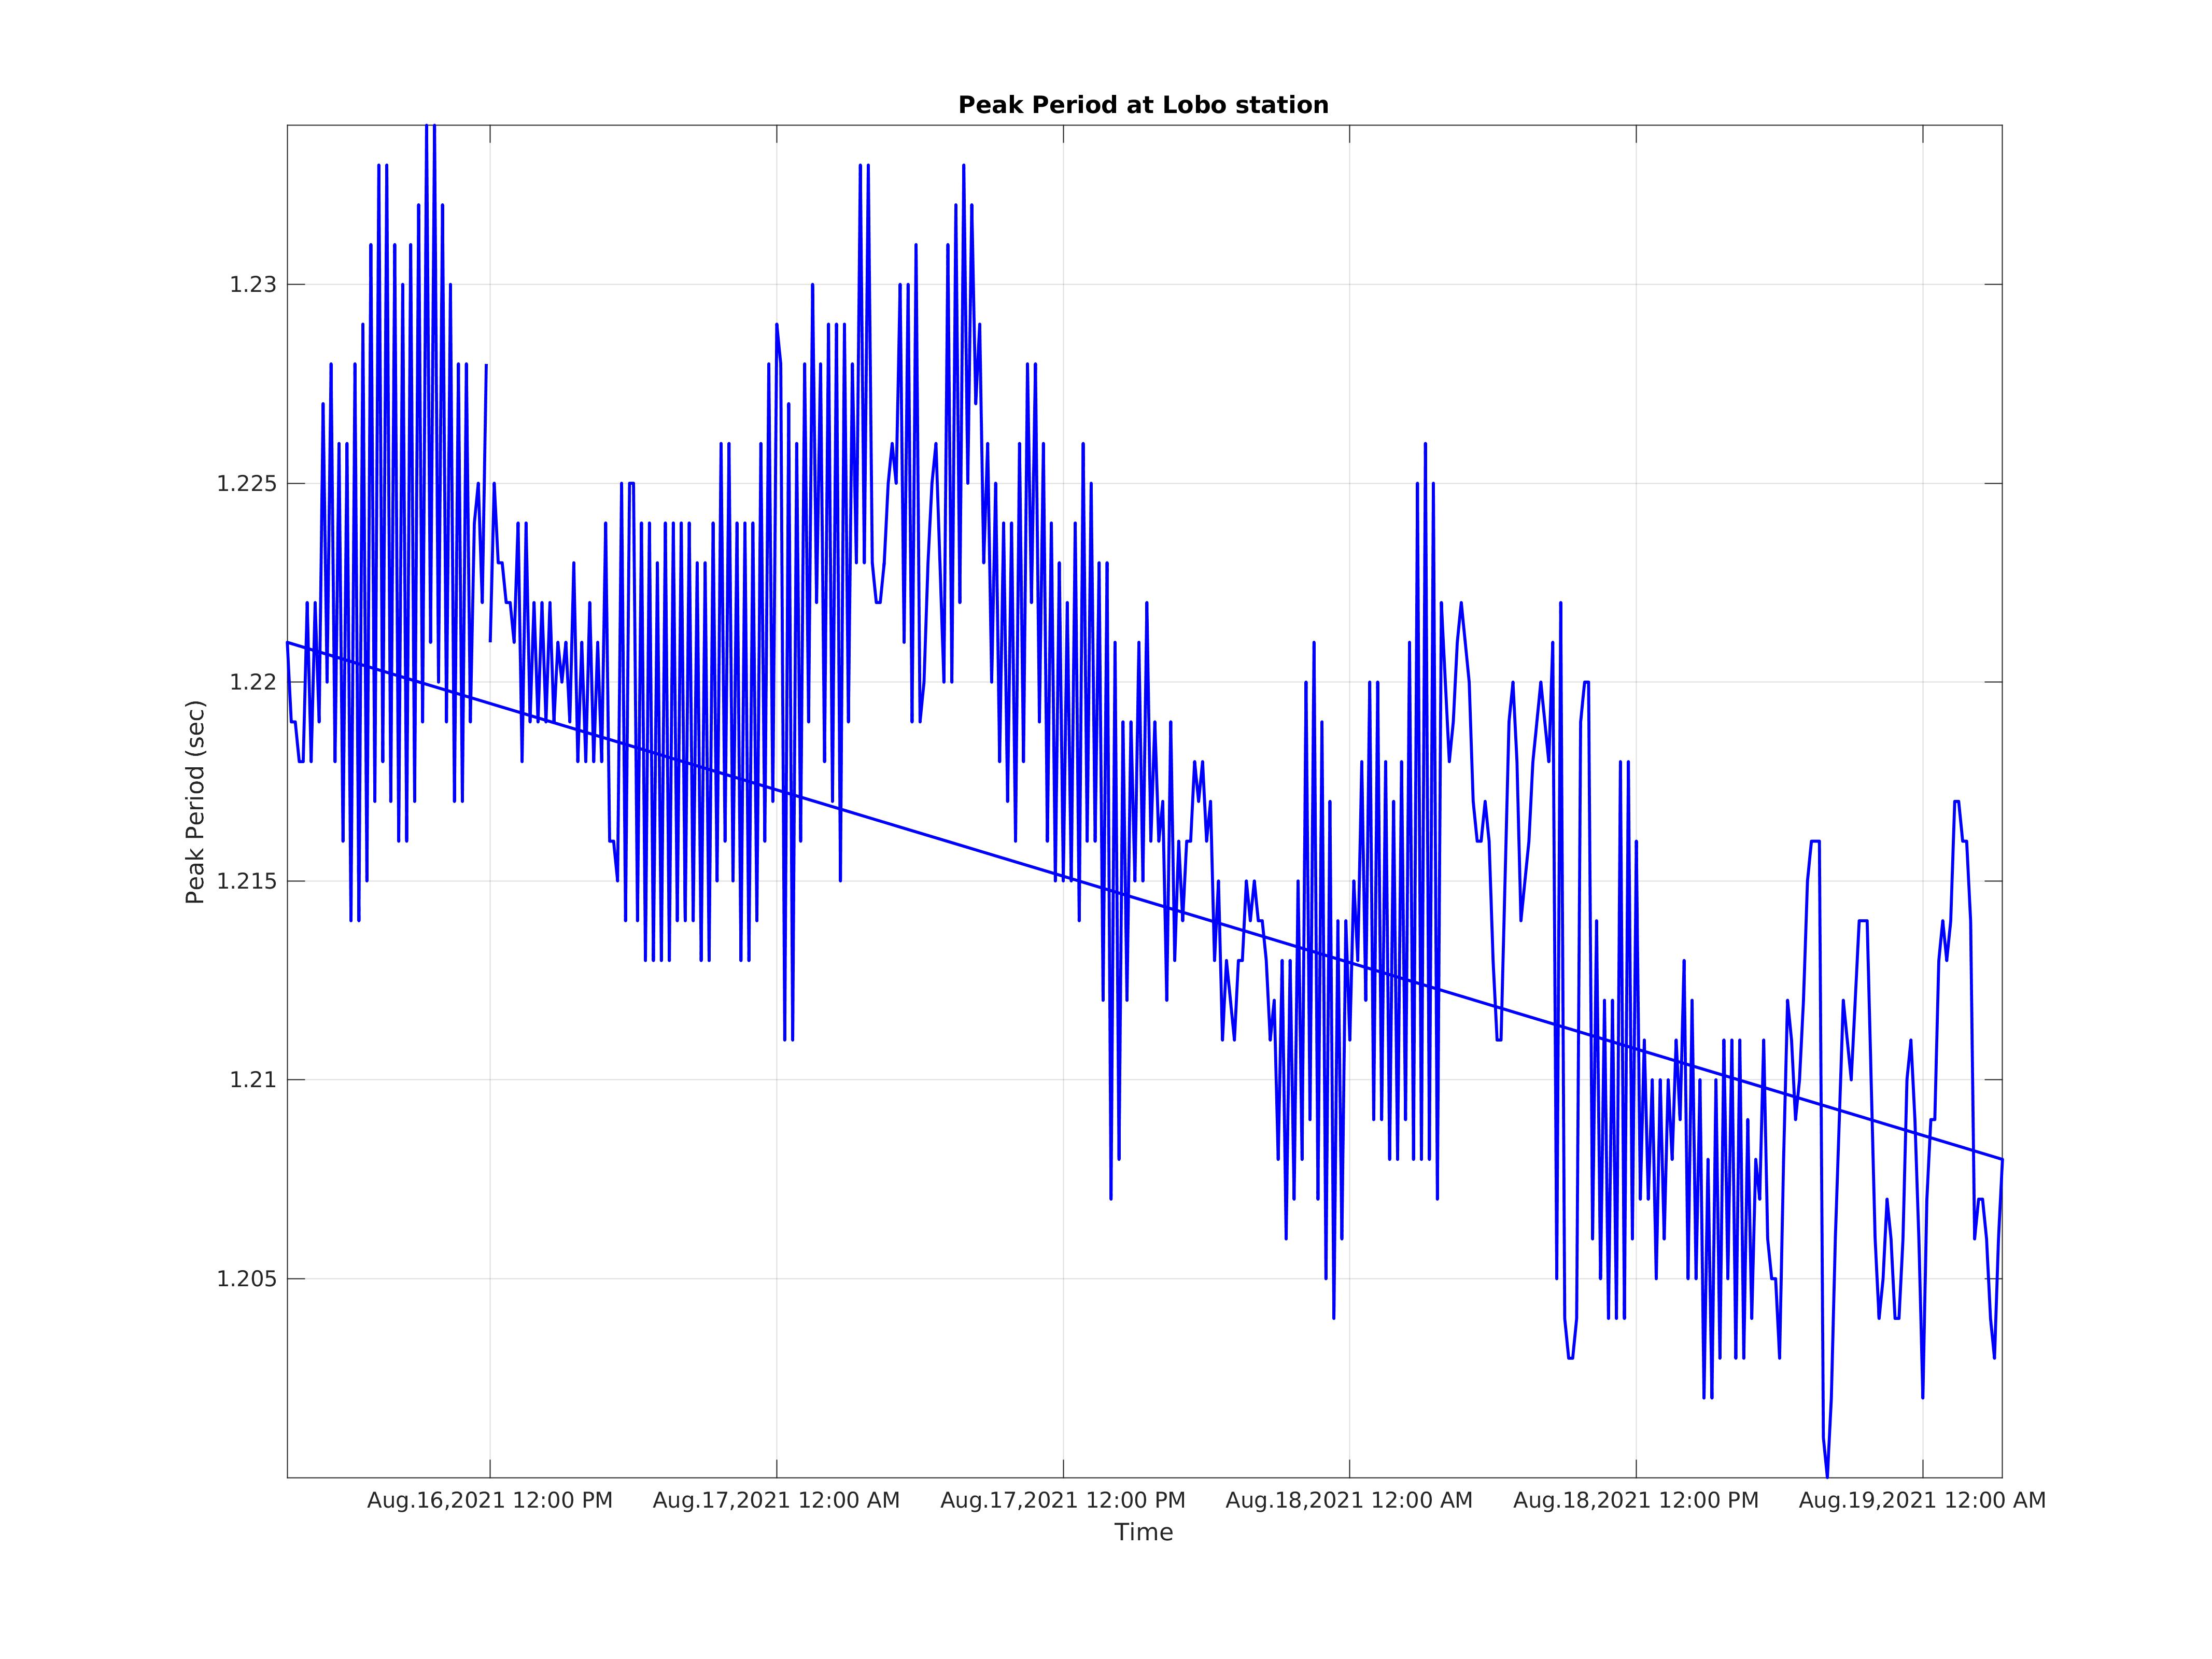 Peak Period at Lobo station
1.23
1.225
1.22
1.215
1.21
1.205
Peak Period (sec)
Aug.16,2021 12:00 PM
Aug.17,2021 12:00 AM
Aug.17,2021 12:00 PM
Aug.18,2021 12:00 AM
Aug.18,2021 12:00 PM
Aug.19,2021 12:00 AM
Time